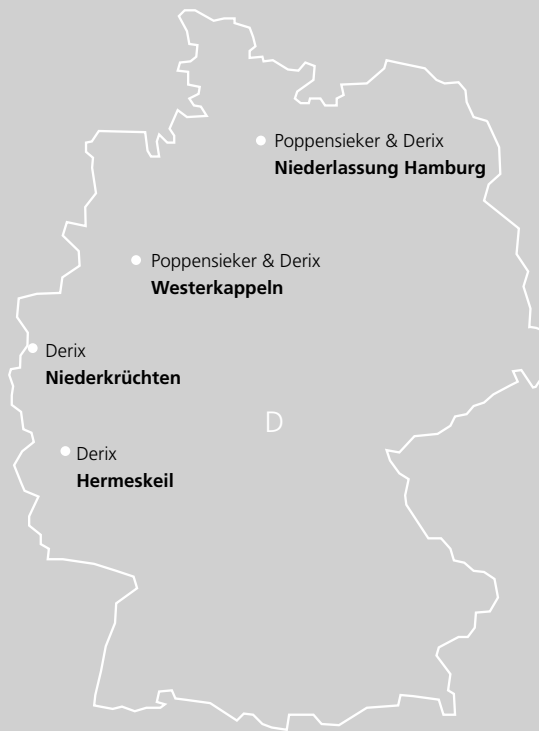 Poppensieker & Derix
Niederlassung Hamburg
Poppensieker & Derix
Westerkappeln
Derix
Niederkrüchten
D
Derix
Hermeskeil